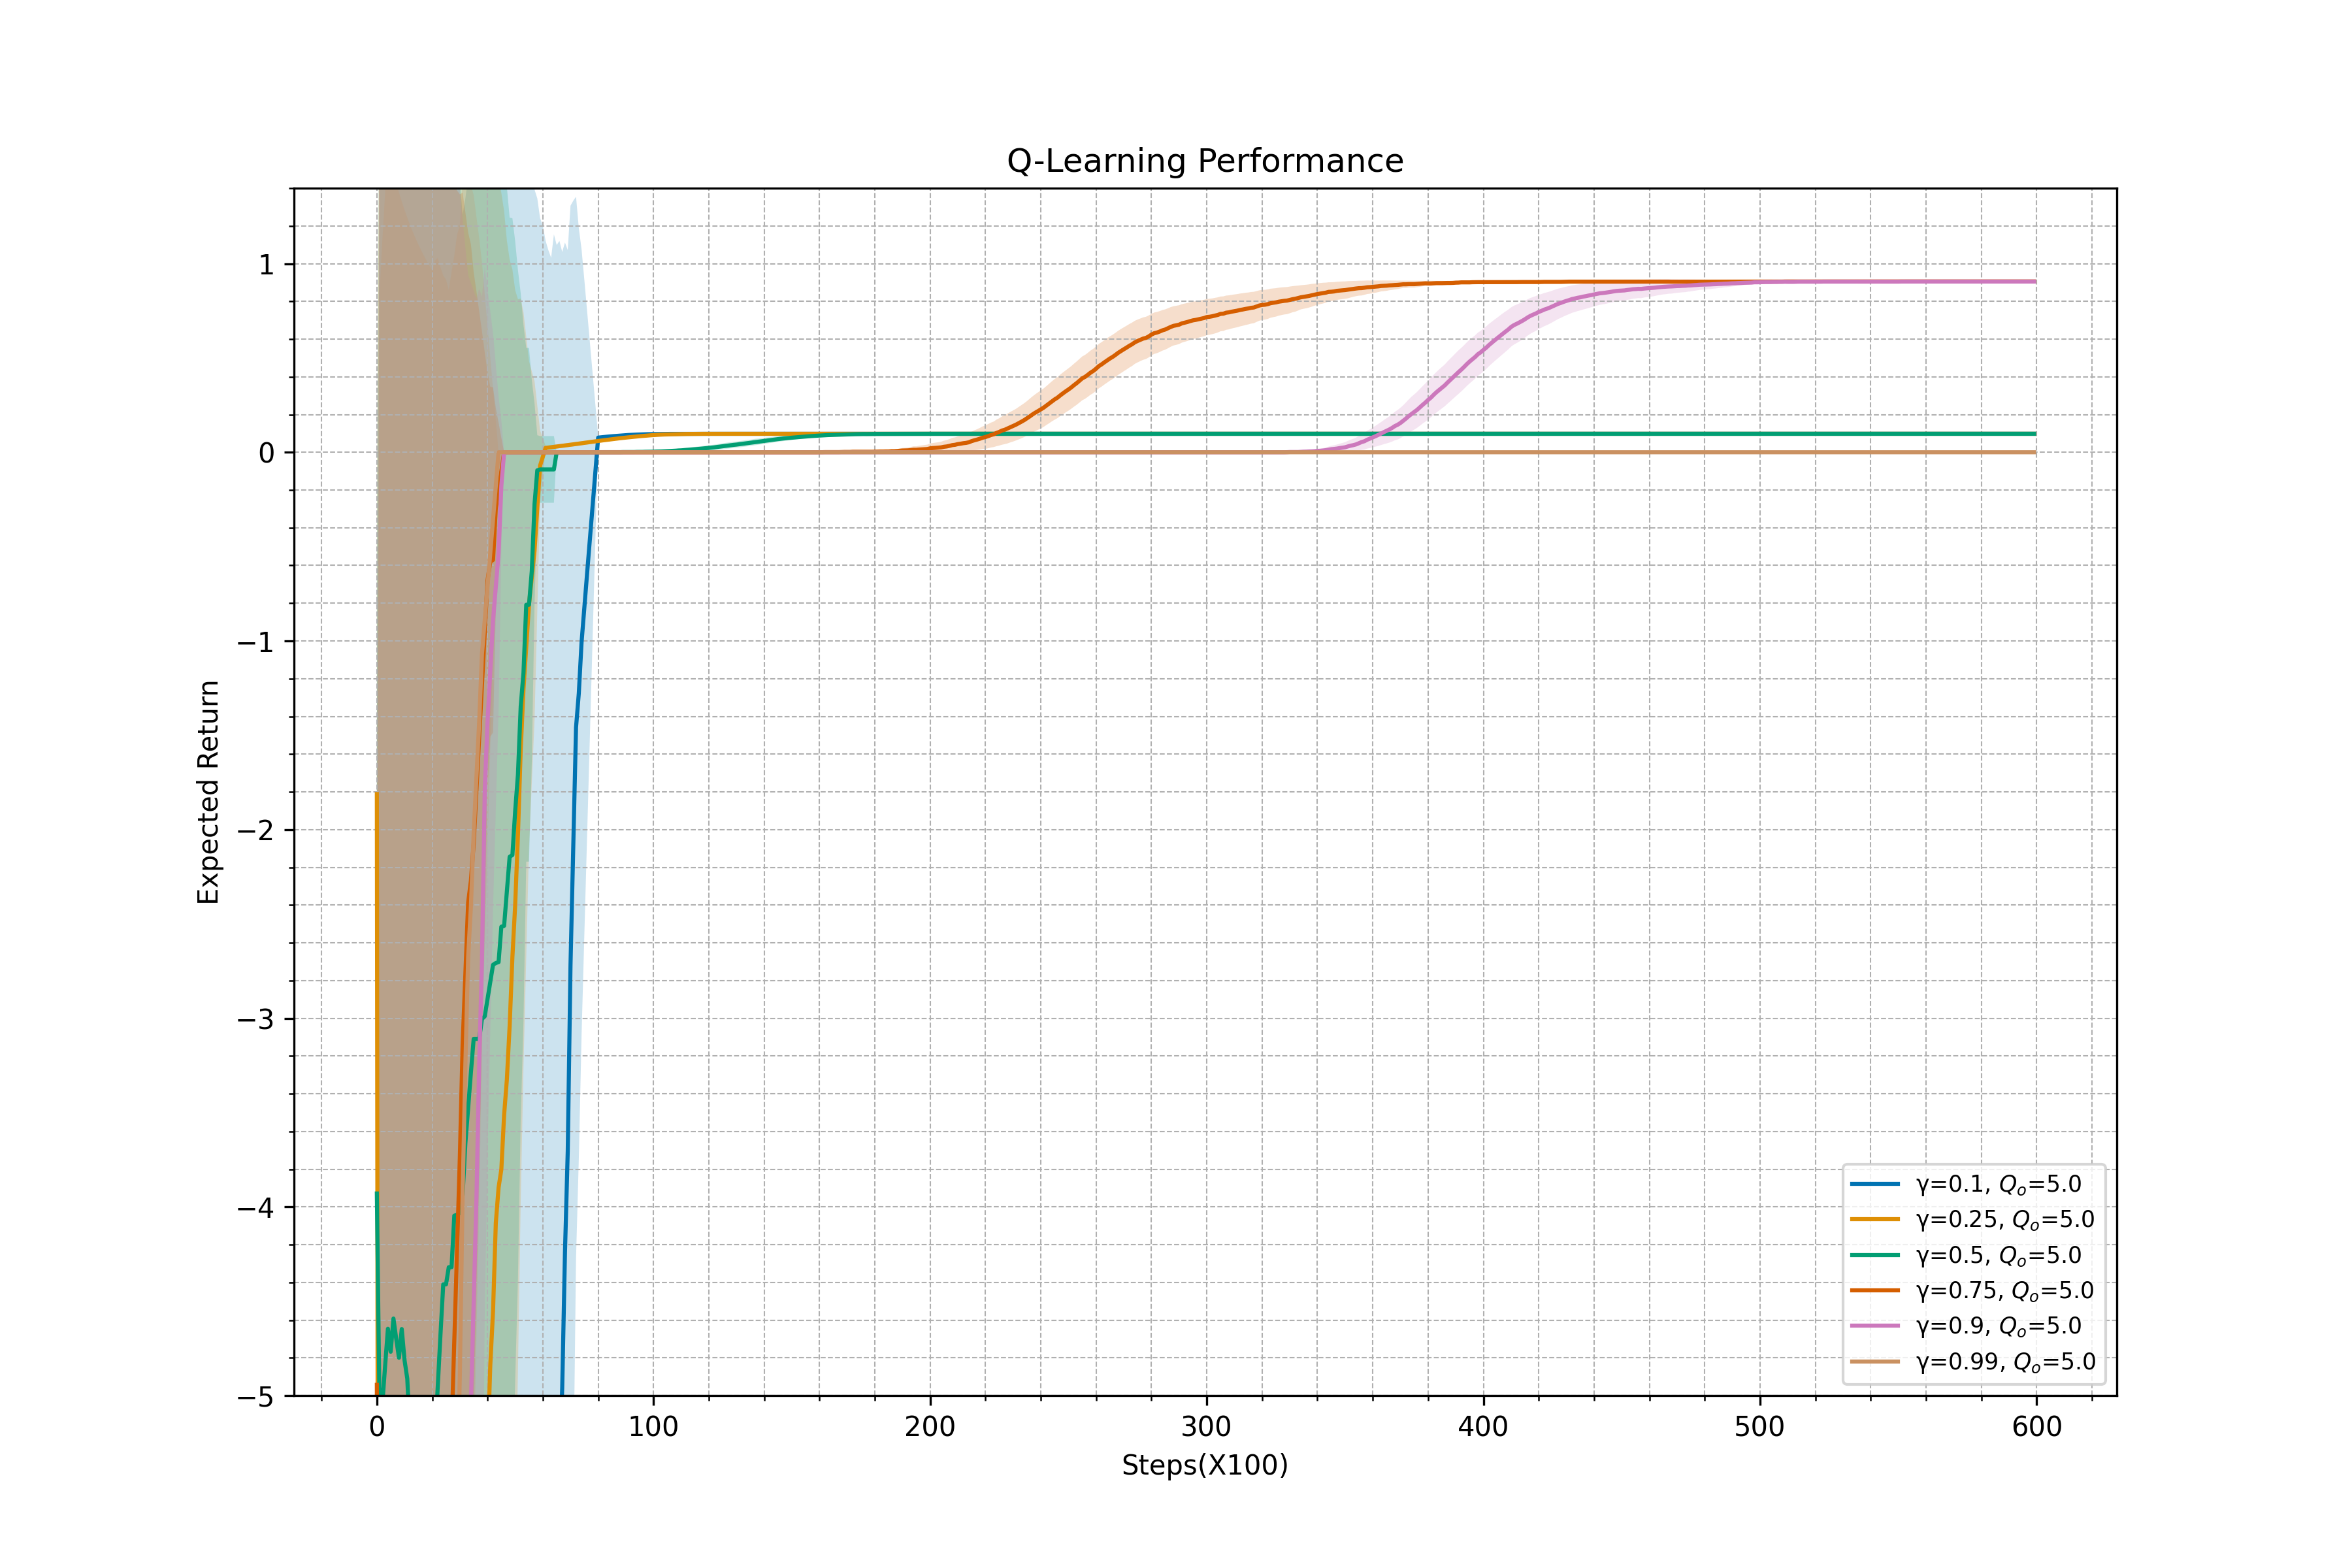 Q-Learning Performance
Expected Return
1
0
−1
−2
−3
−4
−5
0 100 200 300 400 500 600
Steps(X100)
γ=0.1, Qₒ=5.0
γ=0.25, Qₒ=5.0
γ=0.5, Qₒ=5.0
γ=0.75, Qₒ=5.0
γ=0.9, Qₒ=5.0
γ=0.99, Qₒ=5.0